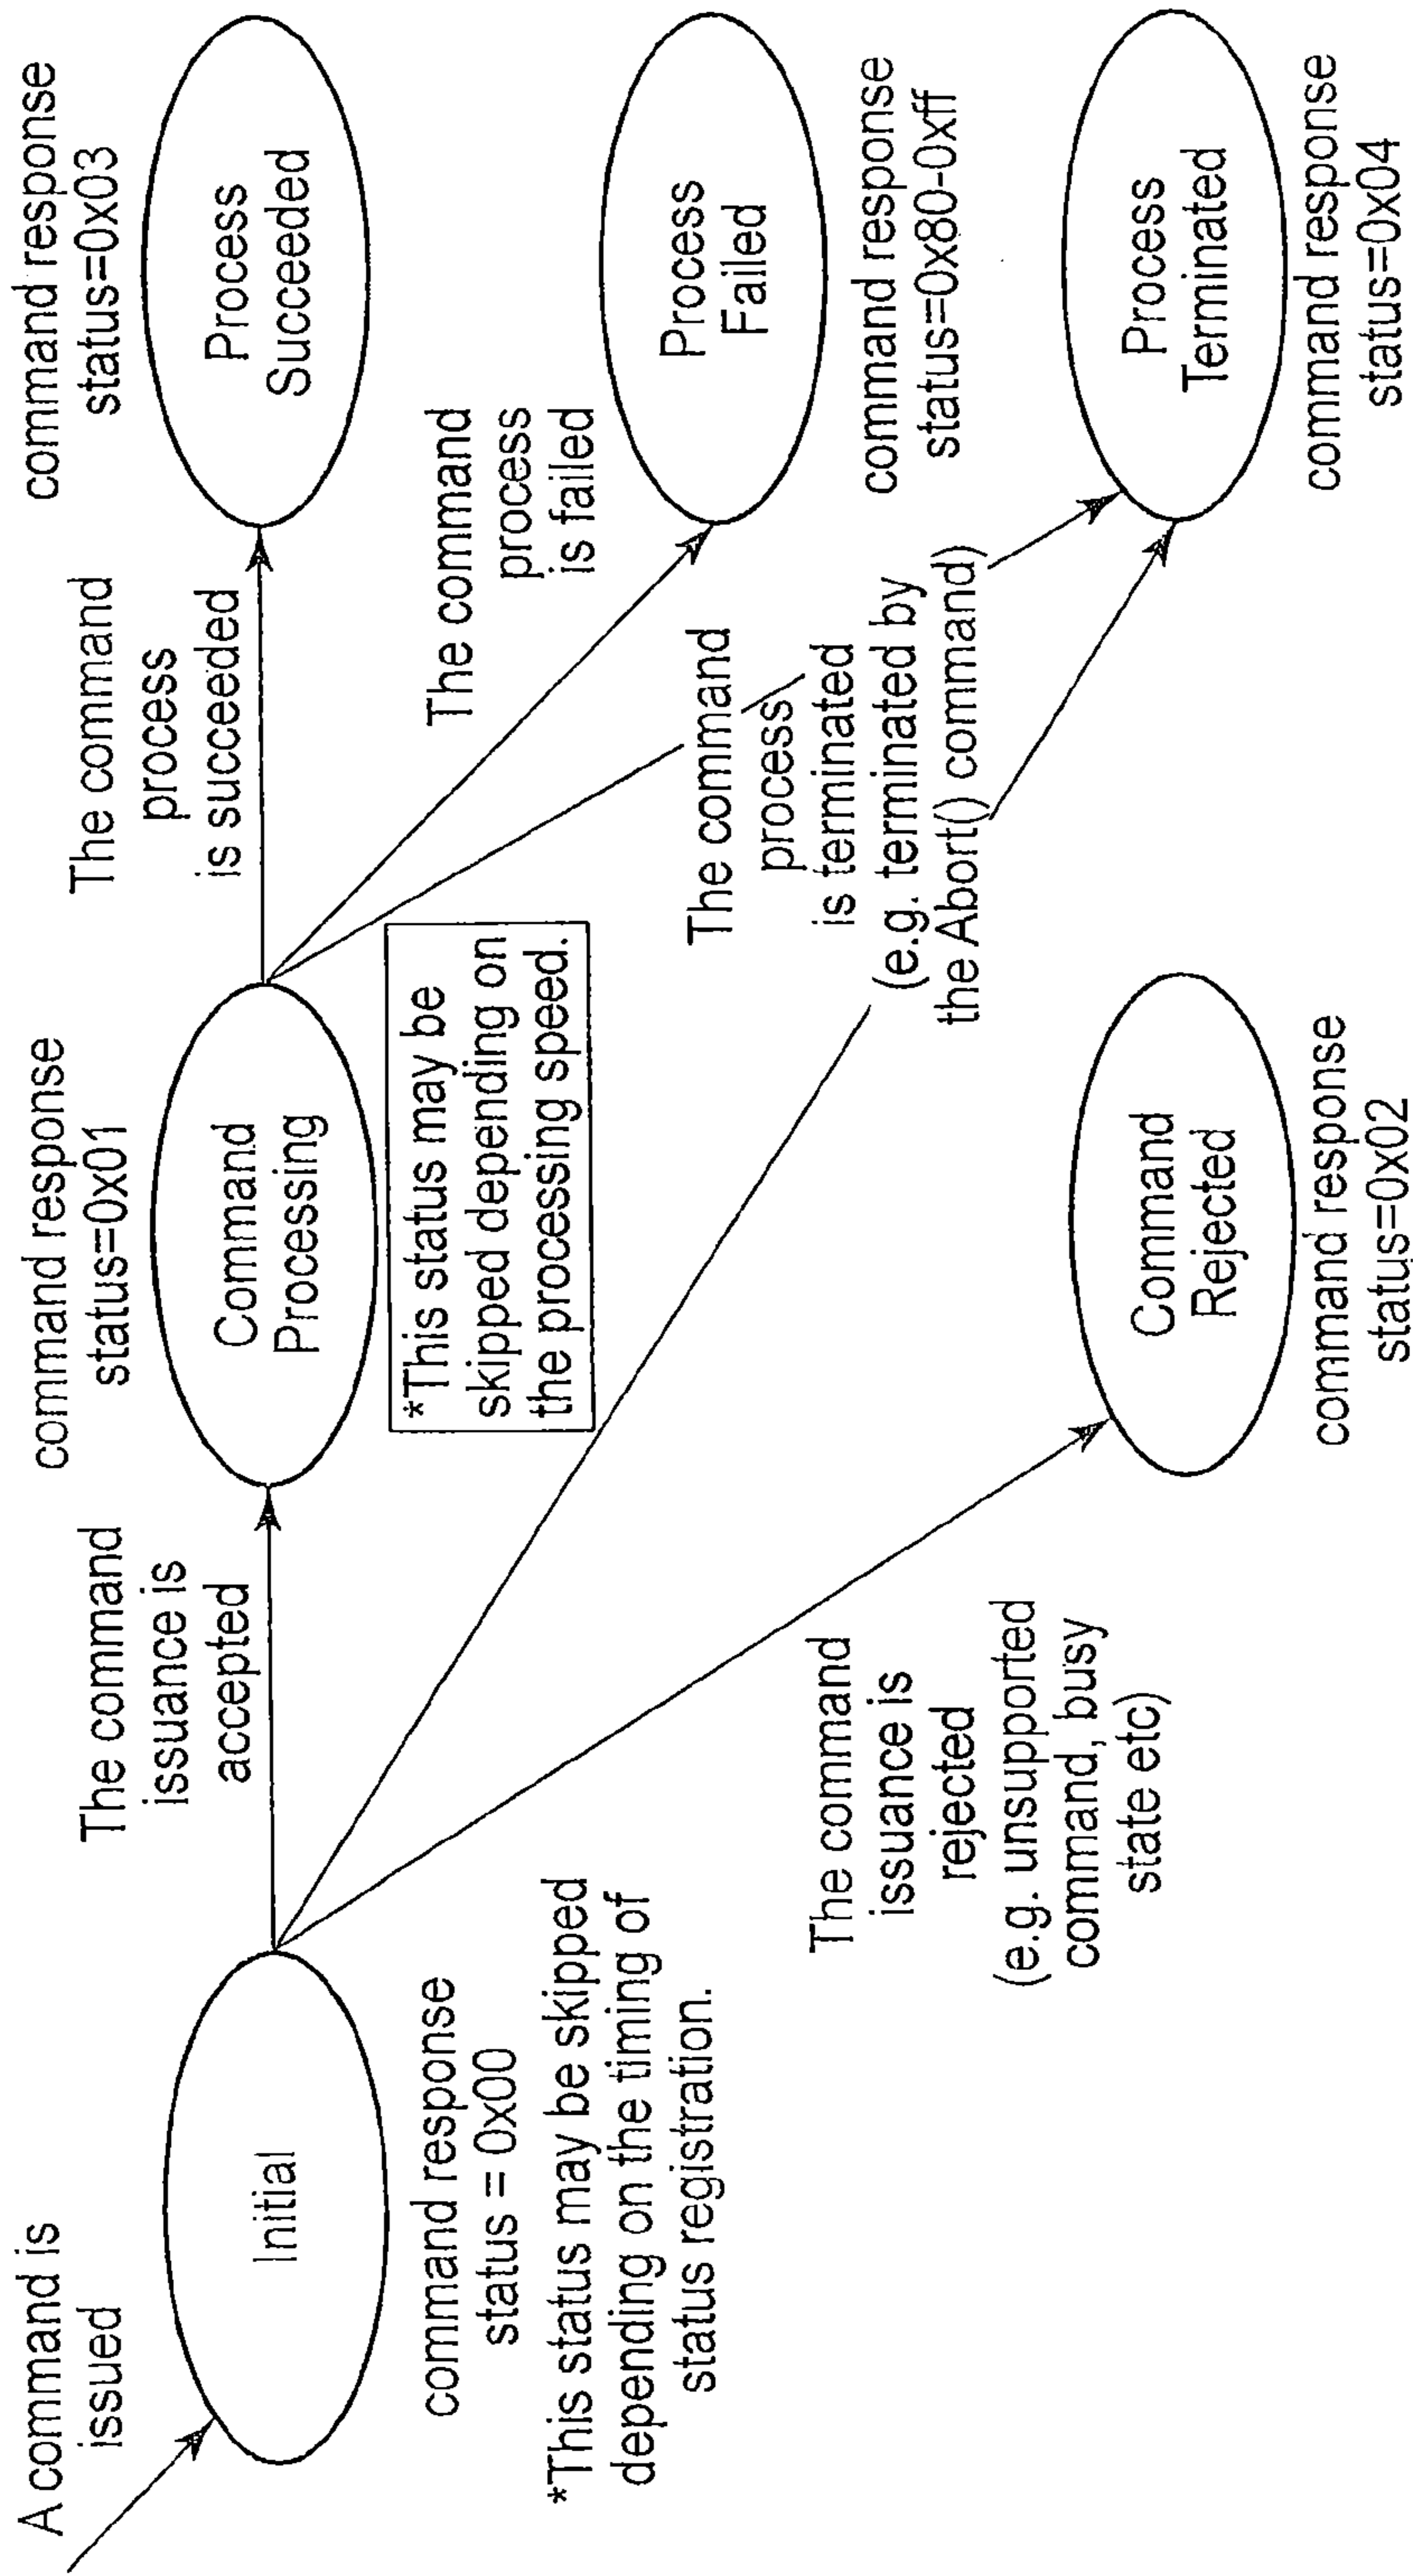 A command is
issued
Initial
command response
status = 0x00
*This status may be skipped
depending on the timing of
status registration.
The command
issuance is
accepted
The command
issuance is
rejected
(e.g. unsupported
command, busy
state etc)
command response
status=0x01
Command
Processing
*This status may be
skipped depending on
the processing speed.
Command
Rejected
command response
status=0x02
The command
process
is succeeded
The command
process
is failed
The command
process
is terminated
(e.g. terminated by
the Abort() command)
command response
status=0x03
Process
Succeeded
Process
Failed
command response
status=0x80-0xff
Process
Terminated
command response
status=0x04